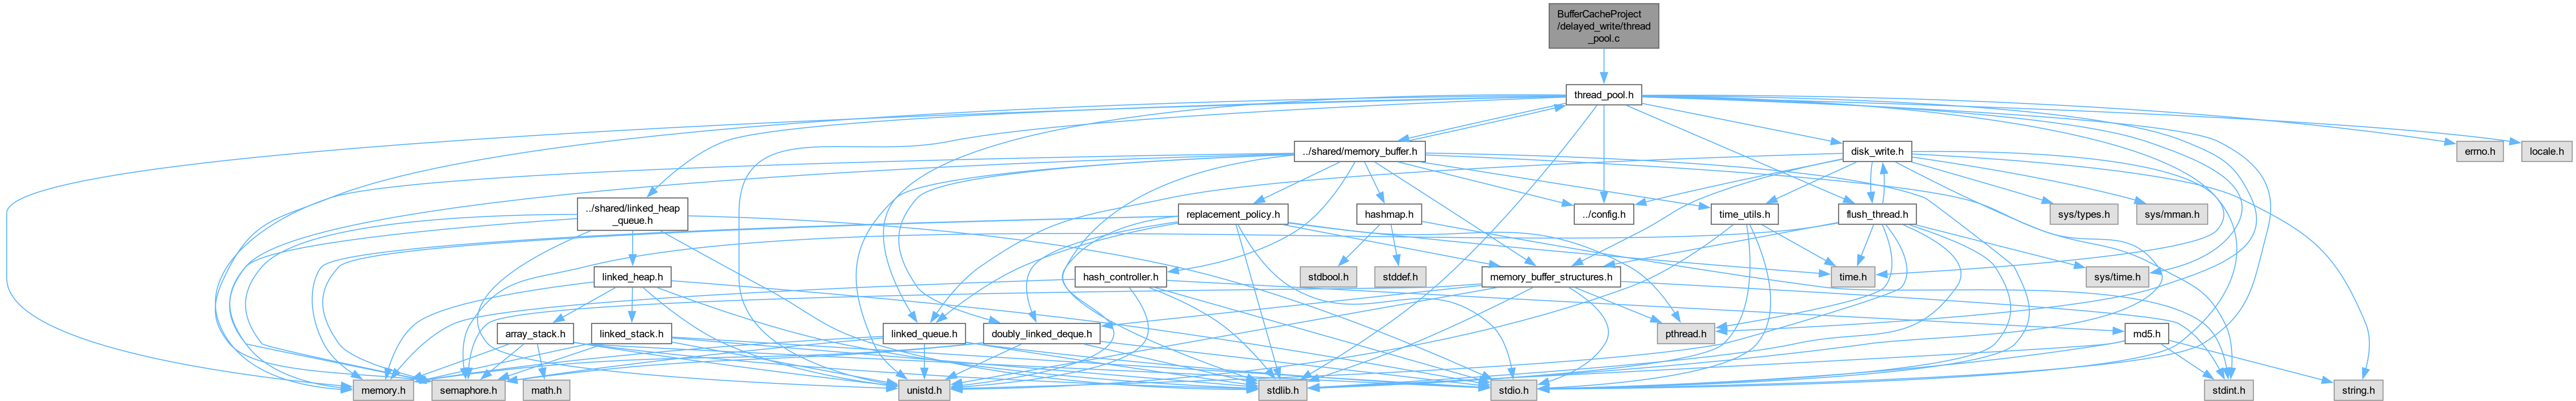 BufferCacheProject
/delayed_write/thread
_pool.c
thread_pool.h
../shared/memory_buffer.h
disk_write.h
errno.h
locale.h
../shared/linked_heap
_queue.h
replacement_policy.h
hashmap.h
../config.h
time_utils.h
flush_thread.h
sys/types.h
sys/mman.h
linked_heap.h
hash_controller.h
stdbool.h
stddef.h
memory_buffer_structures.h
time.h
sys/time.h
array_stack.h
linked_stack.h
linked_queue.h
doubly_linked_deque.h
pthread.h
md5.h
memory.h
semaphore.h
math.h
unistd.h
stdlib.h
stdio.h
stdint.h
string.h